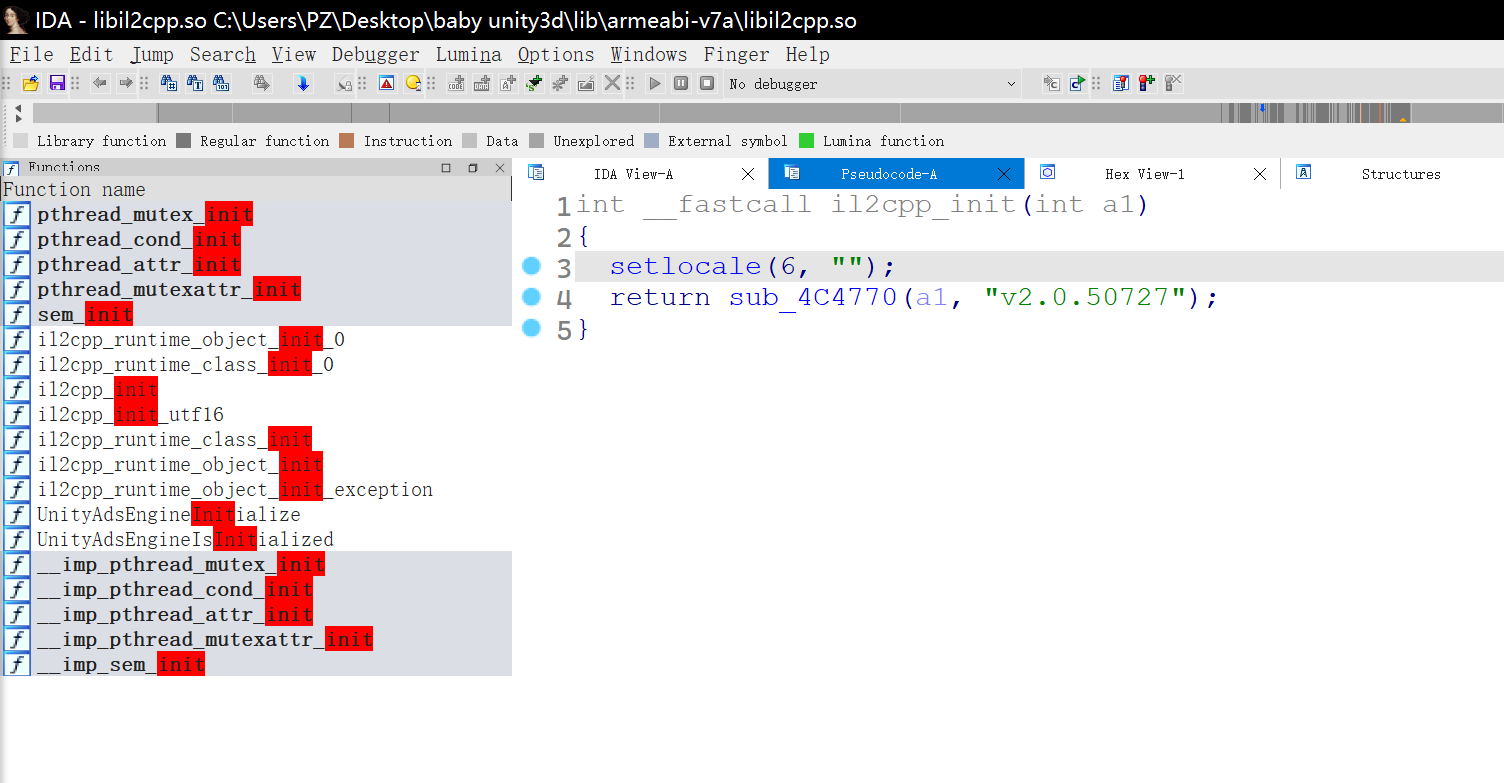 IDA - libil2cpp.so C:\Users\PZ\Desktop\baby unity3d\lib\armeabi-v7a\libil2cpp.so
File Edit Jump Search View Debugger Lumina Options Windows Finger Help
No debugger
Library function Regular function Instruction Data Unexplored External symbol Lumina function
Functions
Function name
pthread_mutex_init
pthread_cond_init
pthread_attr_init
pthread_mutexattr_init
sem_init
il2cpp_runtime_object_init_0
il2cpp_runtime_class_init_0
il2cpp_init
il2cpp_init_utf16
il2cpp_runtime_class_init
il2cpp_runtime_object_init
il2cpp_runtime_object_init_exception
UnityAdsEngineInitialize
UnityAdsEngineIsInitialized
__imp_pthread_mutex_init
__imp_pthread_cond_init
__imp_pthread_attr_init
__imp_pthread_mutexattr_init
__imp_sem_init
IDA View-A Pseudocode-A Hex View-1 Structures
1 int __fastcall il2cpp_init(int a1)
2 {
3 setlocale(6, "");
4 return sub_4C4770(a1, "v2.0.50727");
5 }